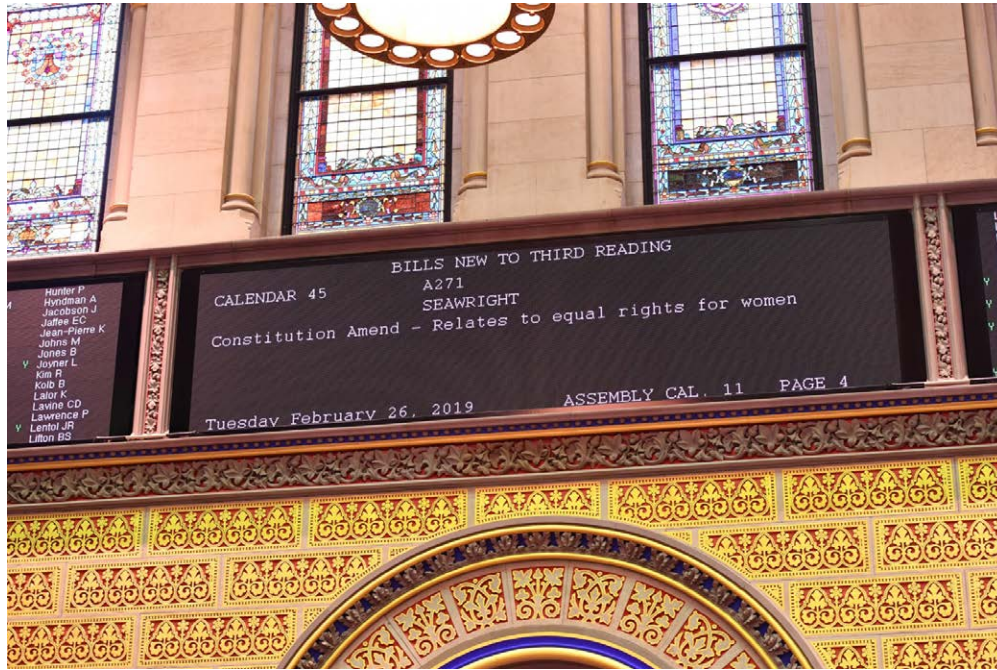 Hunter P
M Hyndman A
Jacobson J
Jaffee EC
Jean-Pierre K
Johns M
Jones B
Y Joyner L
Kim R
Kolb B
Lalor K
Lavine CD
Lawrence P
Y Lentol JR
Lifton BS
BILLS NEW TO THIRD READING
CALENDAR 45 A271
SEAWRIGHT
Constitution Amend - Relates to equal rights for women
Tuesday February 26, 2019 ASSEMBLY CAL. 11 PAGE 4
Y
Y
Y